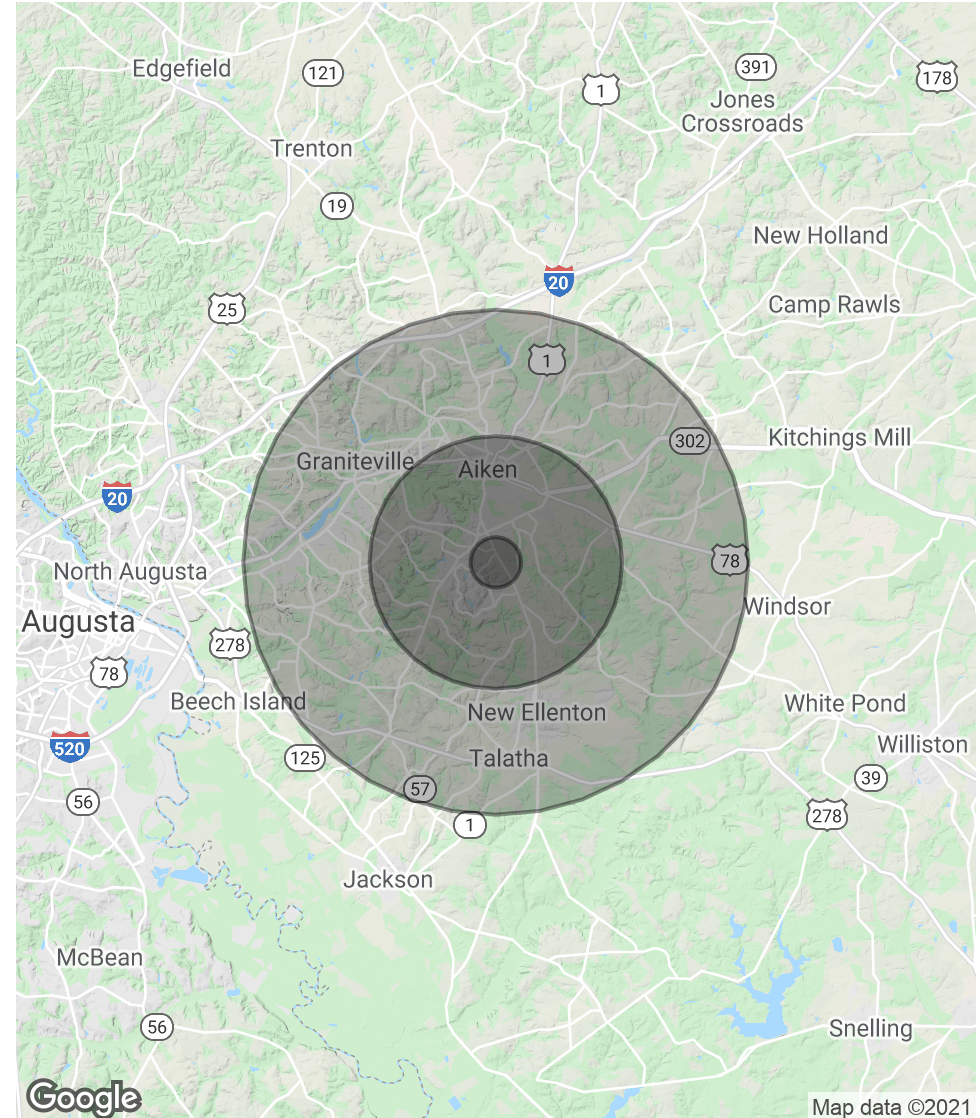 Edgefield
121
391
178
1
Jones
Crossroads
Trenton
19
New Holland
20
25
Camp Rawls
1
302
Kitchings Mill
Graniteville
Aiken
20
78
North Augusta
Windsor
Augusta
278
78
Beech Island
New Ellenton
White Pond
520
Talatha
Williston
125
39
57
56
278
1
Jackson
McBean
56
Snelling
Google
Map data ©2021